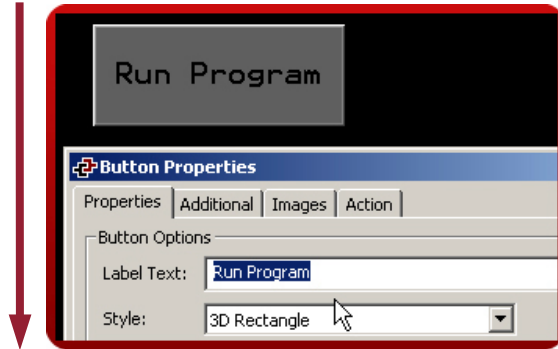 Run Program
Button Properties
Properties Additional Images Action
Button Options
Label Text: Run Program
Style: 3D Rectangle